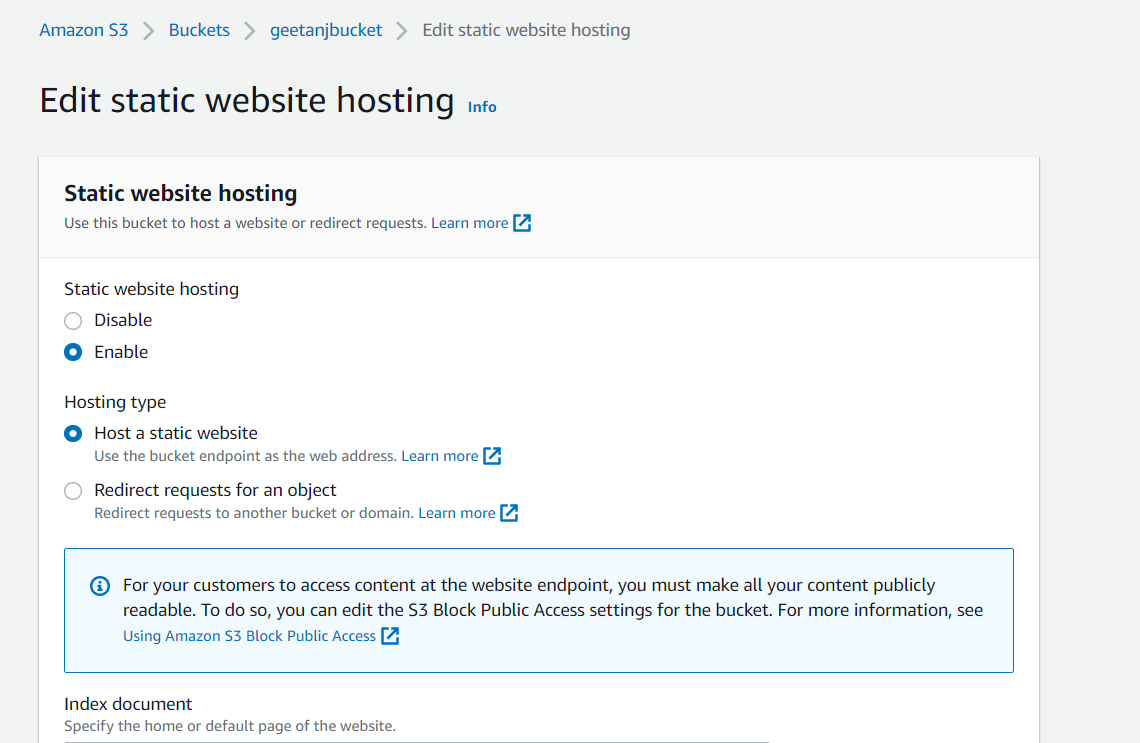 Amazon S3 > Buckets > geetanjbucket > Edit static website hosting
Edit static website hosting Info
Static website hosting
Use this bucket to host a website or redirect requests. Learn more
Static website hosting
Disable
Enable
Hosting type
Host a static website
Use the bucket endpoint as the web address. Learn more
Redirect requests for an object
Redirect requests to another bucket or domain. Learn more
For your customers to access content at the website endpoint, you must make all your content publicly
readable. To do so, you can edit the S3 Block Public Access settings for the bucket. For more information, see
Using Amazon S3 Block Public Access
Index document
Specify the home or default page of the website.